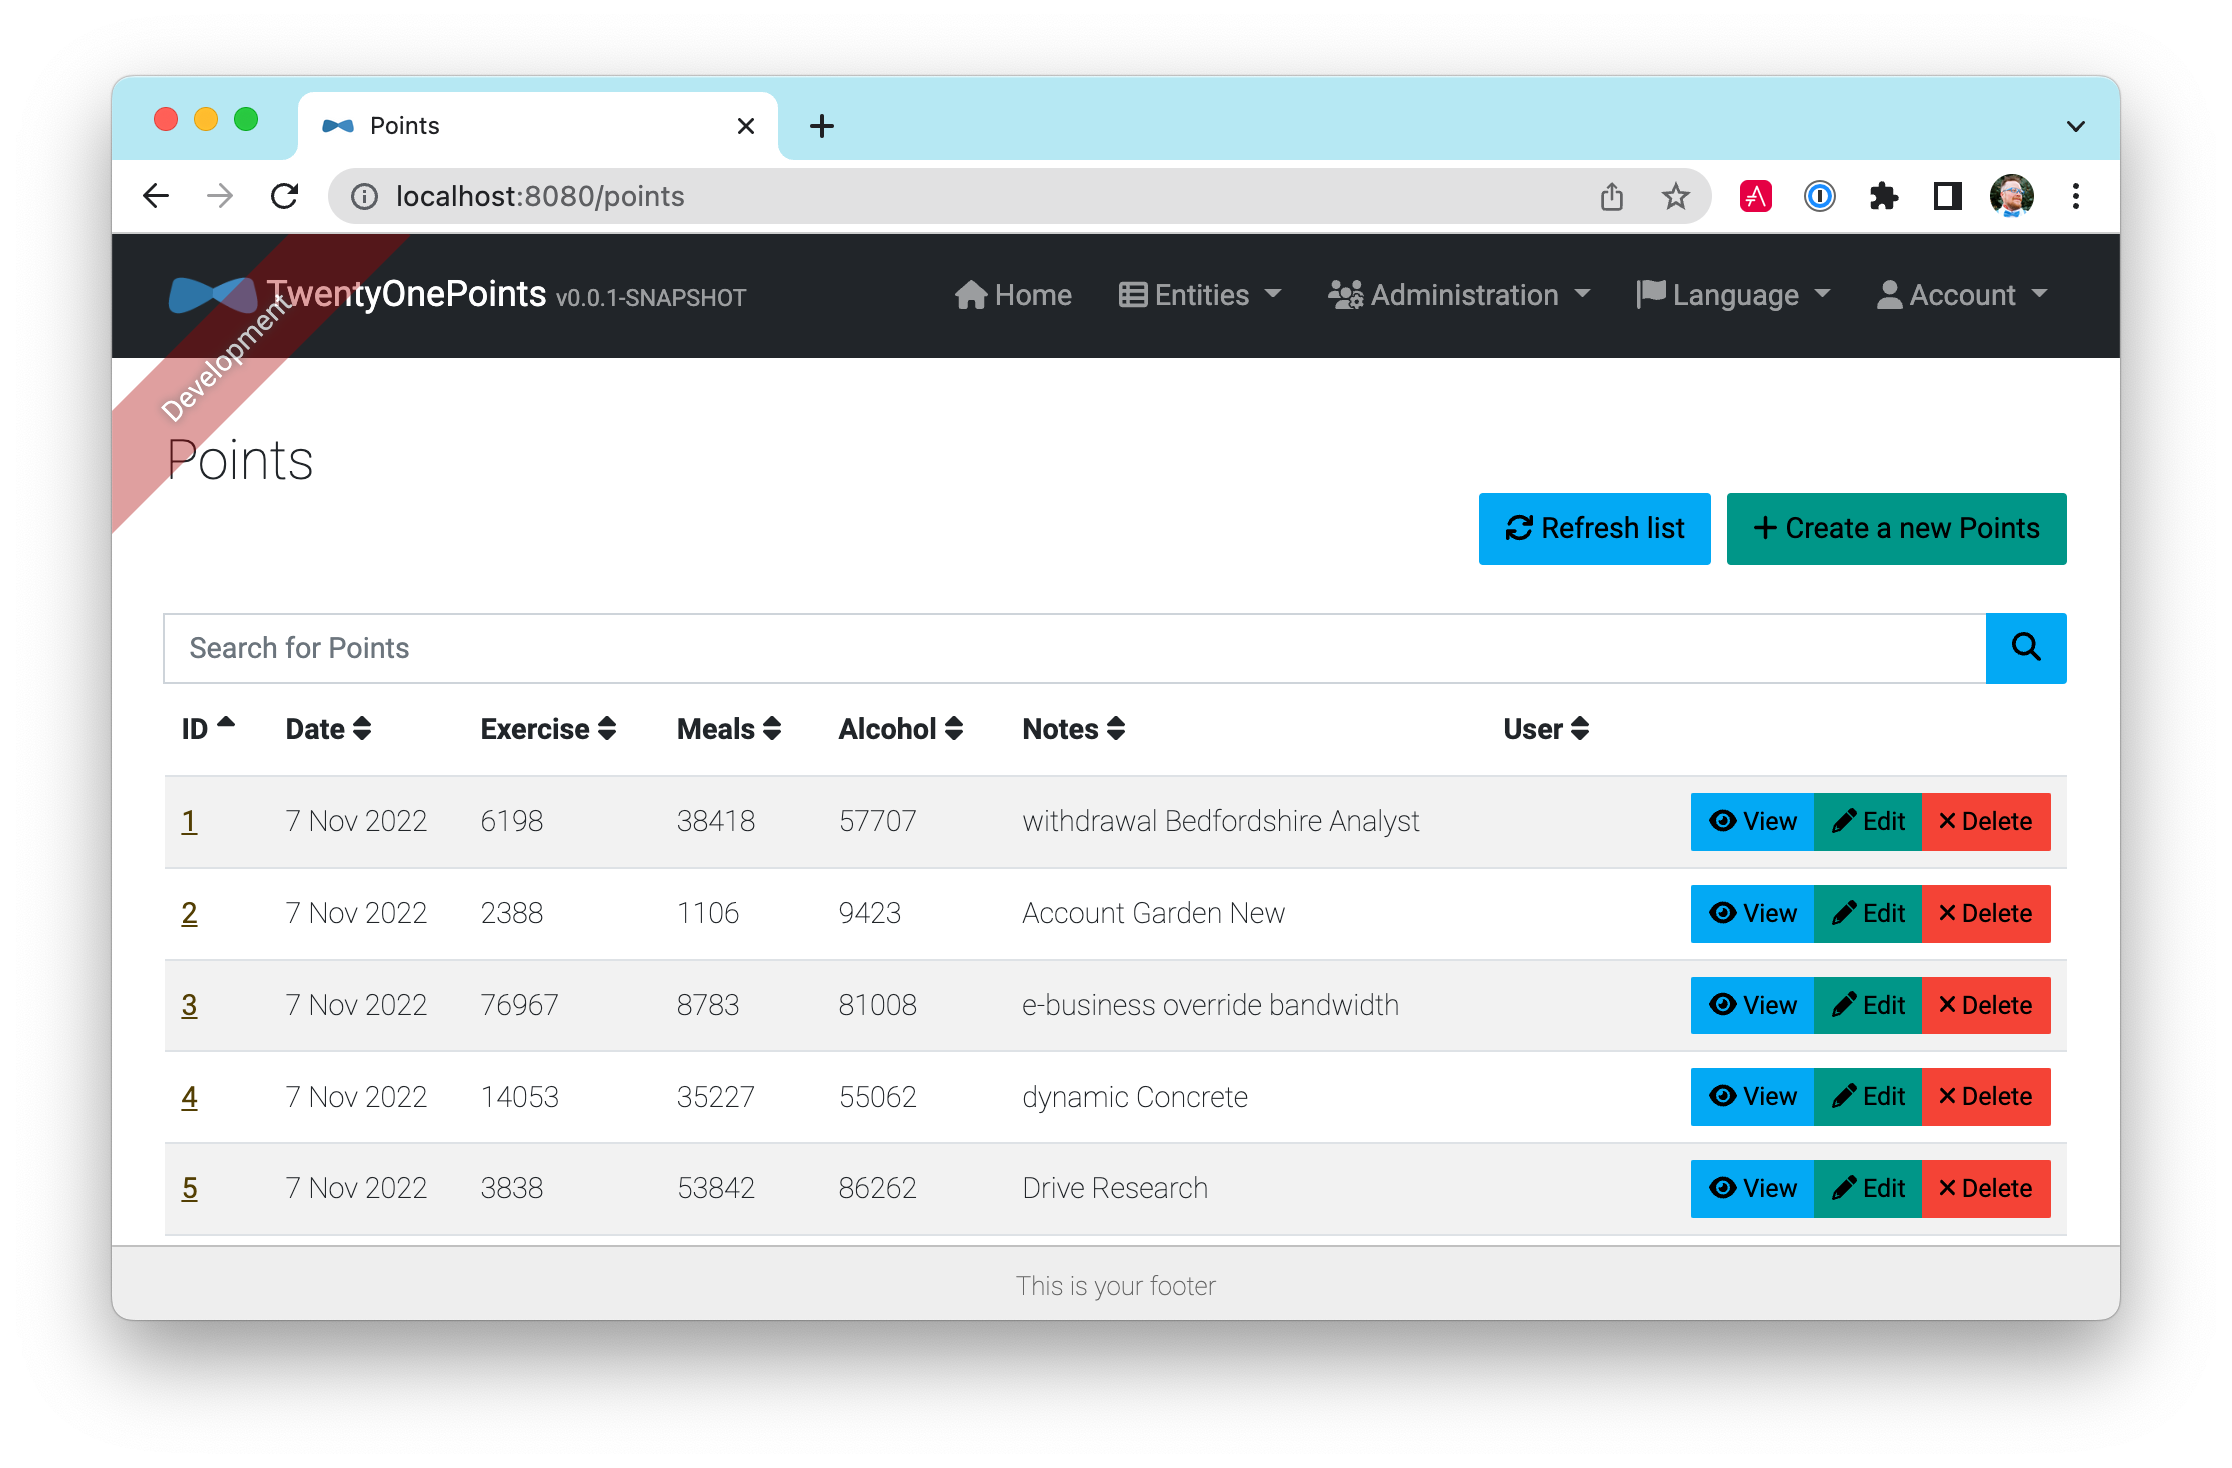 Points
localhost:8080/points
TwentyOnePoints v0.0.1-SNAPSHOT Home Entities Administration Language Account
Development
Points
Refresh list Create a new Points
Search for Points
ID Date Exercise Meals Alcohol Notes User
1 7 Nov 2022 6198 38418 57707 withdrawal Bedfordshire Analyst View Edit Delete
2 7 Nov 2022 2388 1106 9423 Account Garden New View Edit Delete
3 7 Nov 2022 76967 8783 81008 e-business override bandwidth View Edit Delete
4 7 Nov 2022 14053 35227 55062 dynamic Concrete View Edit Delete
5 7 Nov 2022 3838 53842 86262 Drive Research View Edit Delete
This is your footer